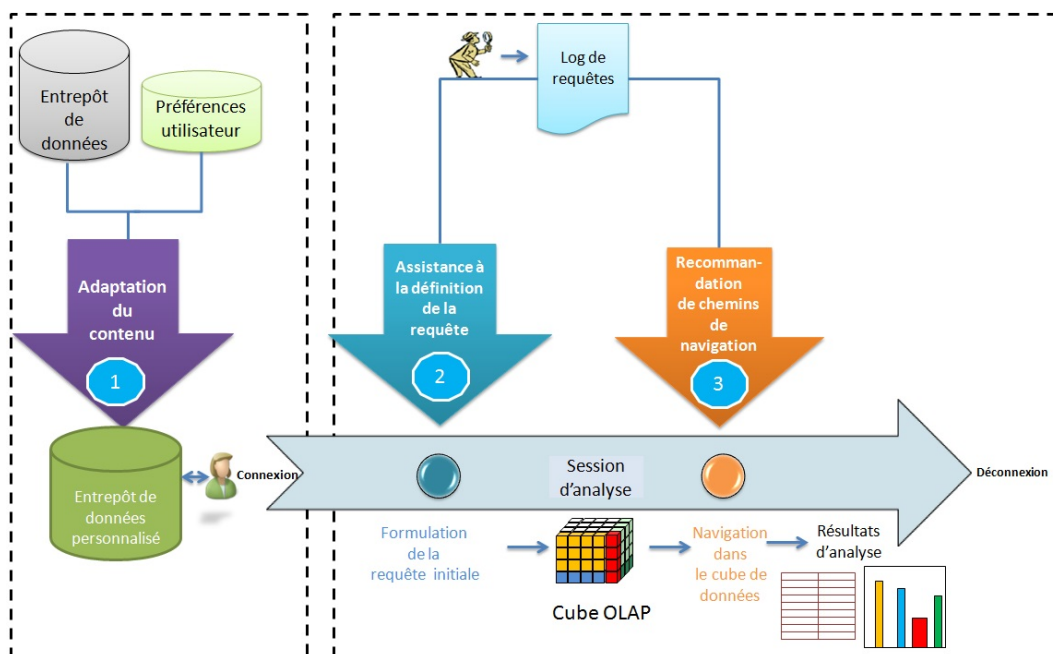 Entrepôt
de
données
Préférences
utilisateur
Log de
requêtes
Adaptation
du
contenu
1
Assistance à
la définition
de la
requête
2
Recomman-
dation
de chemins
de
navigation
3
Entrepôt de
données
personnalisé
Connexion
Session
d'analyse
Déconnexion
Formulation
de la
requête initiale
Cube OLAP
Navigation
dans
le cube de
données
Résultats
d'analyse